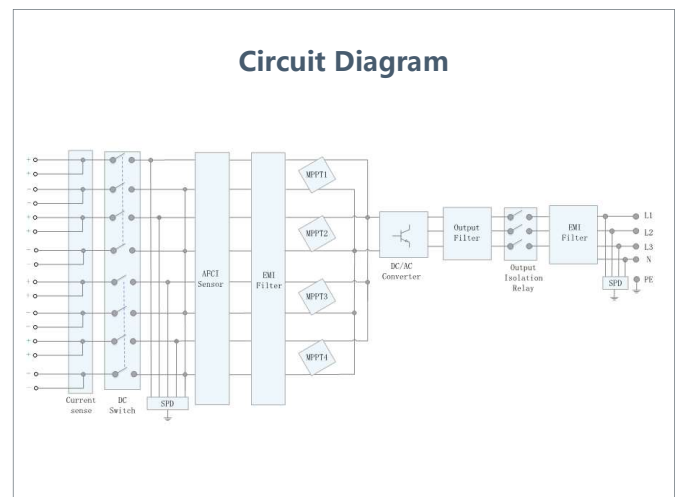 Circuit Diagram
+
+
-
-
+
+
-
-
+
+
-
-
+
+
-
-
Current
sense
DC
Switch
SPD
AFCI
Sensor
EMI
Filter
MPPT1
MPPT2
MPPT3
MPPT4
DC/AC
Converter
Output
Filter
Output
Isolation
Relay
EMI
Filter
SPD
L1
L2
L3
N
PE